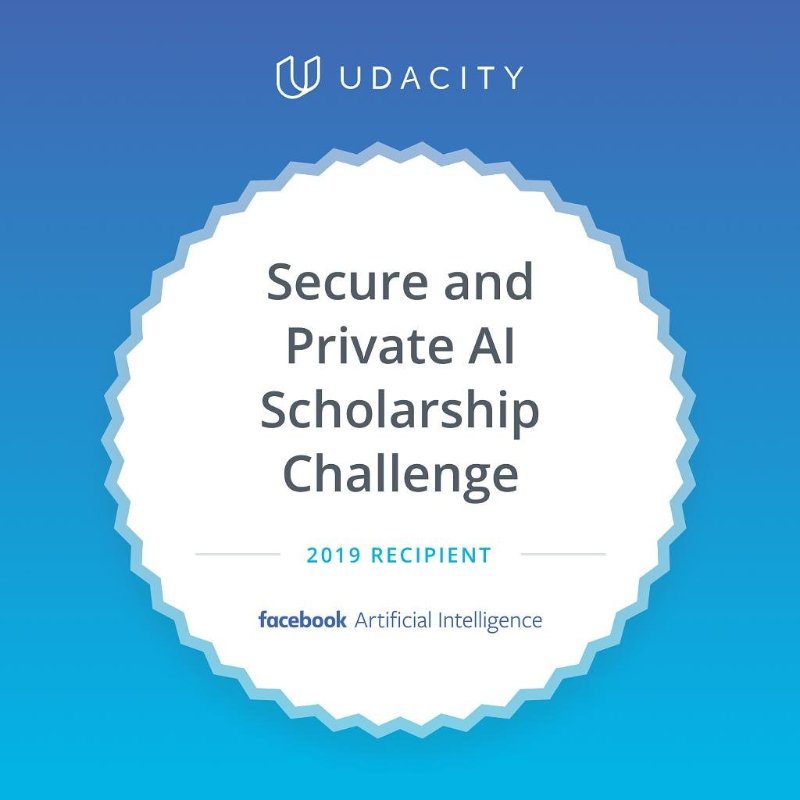 UDACITY
Secure and
Private AI
Scholarship
Challenge
2019 RECIPIENT
facebook Artificial Intelligence